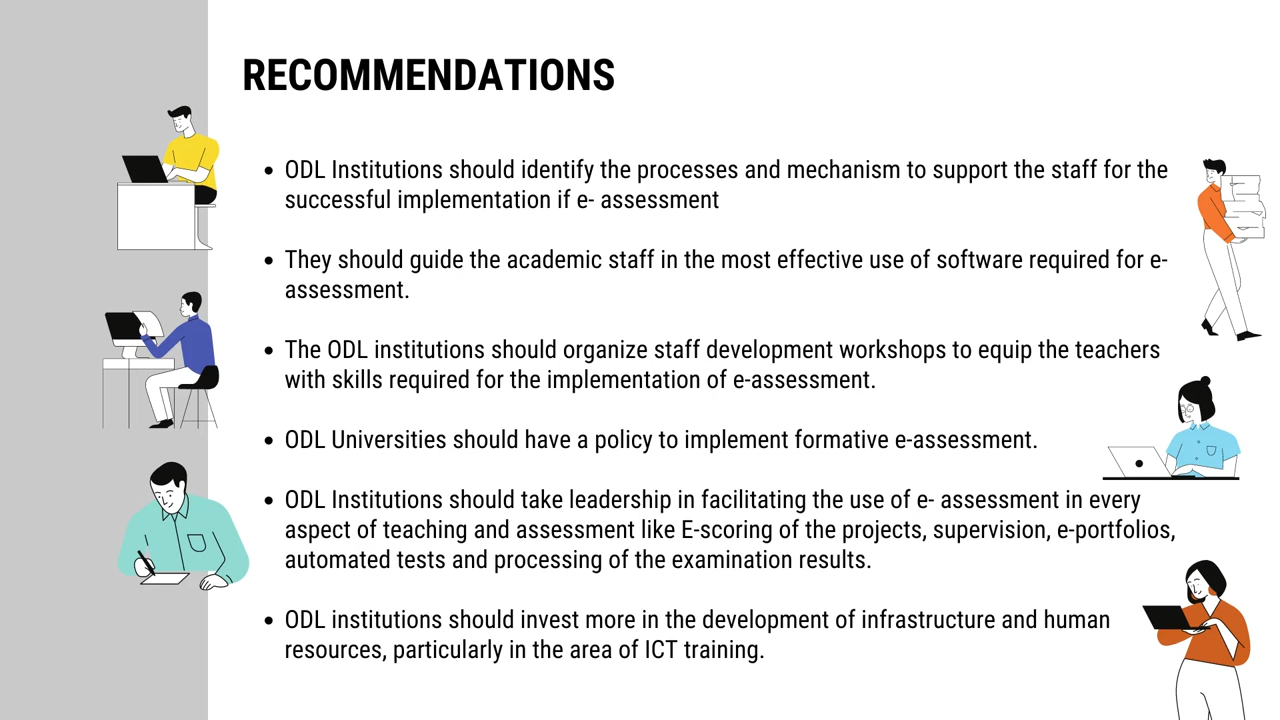 RECOMMENDATIONS
• ODL Institutions should identify the processes and mechanism to support the staff for the
successful implementation if e- assessment
• They should guide the academic staff in the most effective use of software required for e-
assessment.
• The ODL institutions should organize staff development workshops to equip the teachers
with skills required for the implementation of e-assessment.
• ODL Universities should have a policy to implement formative e-assessment.
• ODL Institutions should take leadership in facilitating the use of e- assessment in every
aspect of teaching and assessment like E-scoring of the projects, supervision, e-portfolios,
automated tests and processing of the examination results.
• ODL institutions should invest more in the development of infrastructure and human
resources, particularly in the area of ICT training.